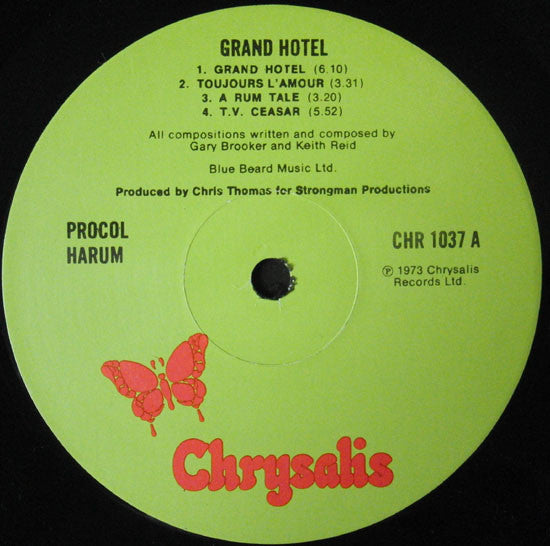 GRAND HOTEL
1. GRAND HOTEL (6.10)
2. TOUJOURS L'AMOUR (3.31)
3. A RUM TALE (3.20)
4. T.V. CEASAR (5.52)
All compositions written and composed by
Gary Brooker and Keith Reid
Blue Beard Music Ltd.
Produced by Chris Thomas for Strongman Productions
PROCOL
HARUM
CHR 1037 A
℗ 1973 Chrysalis
Records Ltd.
Chrysalis